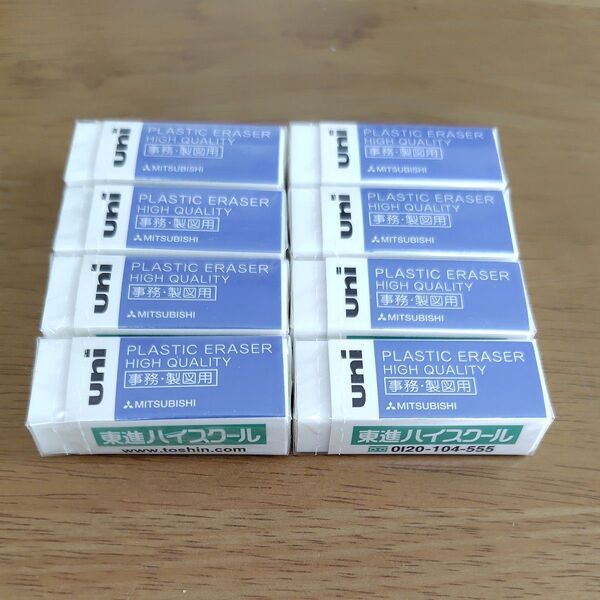 uni
PLASTIC ERASER
HIGH QUALITY
事務・製図用
MITSUBISHI
uni
PLASTIC ERASER
HIGH QUALITY
事務・製図用
MITSUBISHI
uni
PLASTIC ERASER
HIGH QUALITY
事務・製図用
MITSUBISHI
uni
PLASTIC ERASER
HIGH QUALITY
事務・製図用
MITSUBISHI
uni
PLASTIC ERASER
HIGH QUALITY
事務・製図用
MITSUBISHI
uni
PLASTIC ERASER
HIGH QUALITY
事務・製図用
MITSUBISHI
uni
PLASTIC ERASER
HIGH QUALITY
事務・製図用
MITSUBISHI
東進ハイスクール
www.toshin.com
uni
PLASTIC ERASER
HIGH QUALITY
事務・製図用
MITSUBISHI
東進ハイスクール
0120-104-555